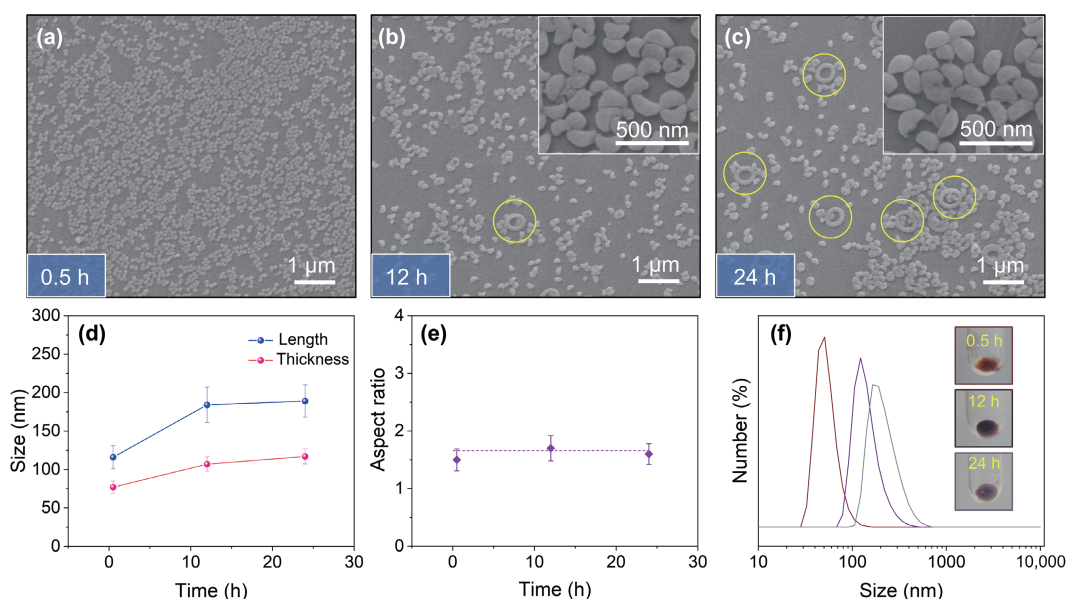 (a)
0.5 h
1 μm
(b)
500 nm
12 h
1 μm
(c)
500 nm
24 h
1 μm
(d)
Length
Thickness
300
250
200
150
100
50
0
Size (nm)
0
10
20
30
Time (h)
(e)
4
3
2
1
0
Aspect ratio
0
10
20
30
Time (h)
(f)
0.5 h
12 h
24 h
Number (%)
10
100
1000
10,000
Size (nm)